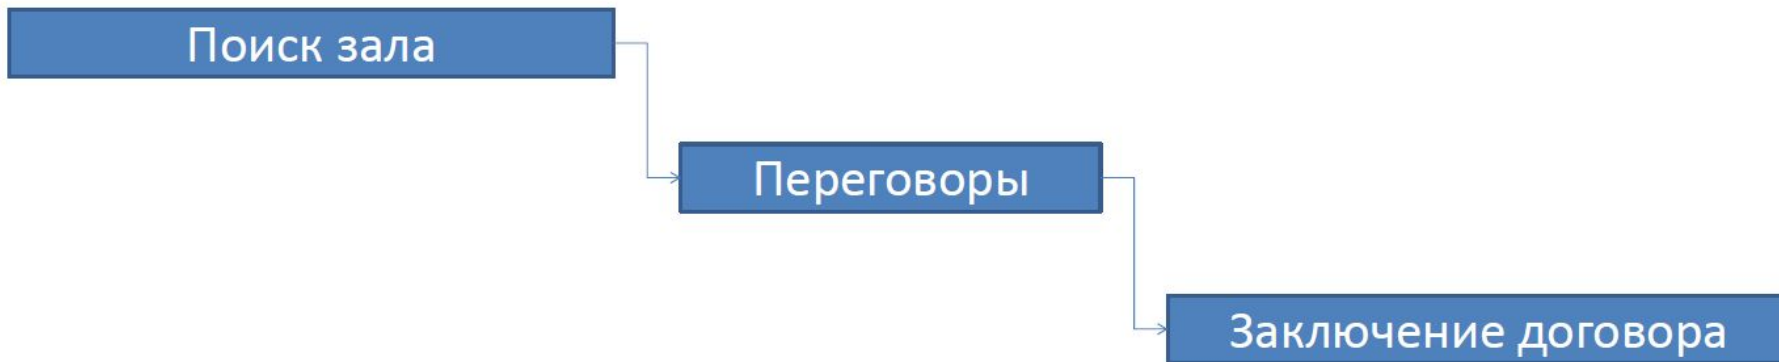 Поиск зала
Переговоры
Заключение договора